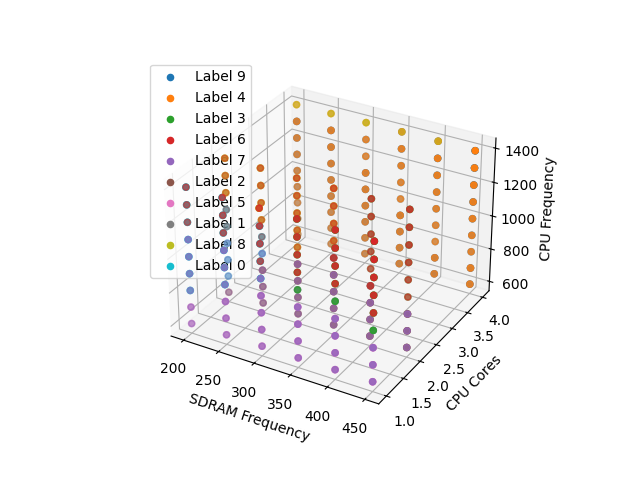 Label 9
Label 4
Label 3
Label 6
Label 7
Label 2
Label 5
Label 1
Label 8
Label 0
1400
1200
1000
800
600
CPU Frequency
4.0
3.5
3.0
2.5
2.0
1.5
1.0
CPU Cores
200
250
300
350
400
450
SDRAM Frequency